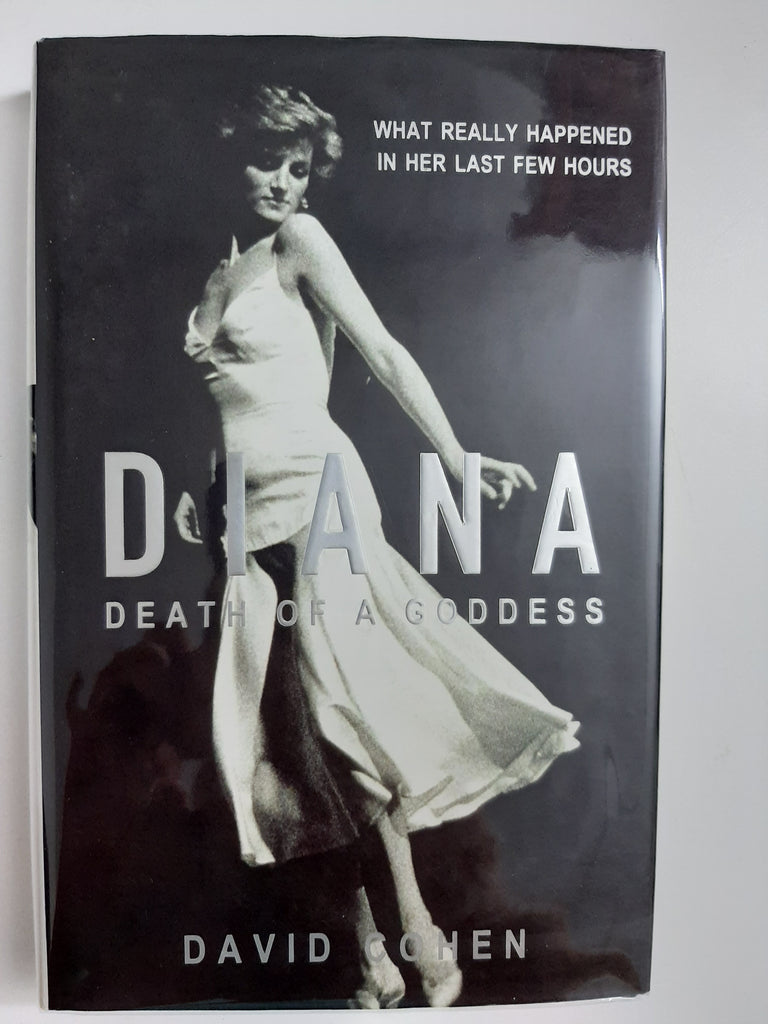 WHAT REALLY HAPPENED
IN HER LAST FEW HOURS
DIANA
DEATH OF A GODDESS
DAVID COHEN